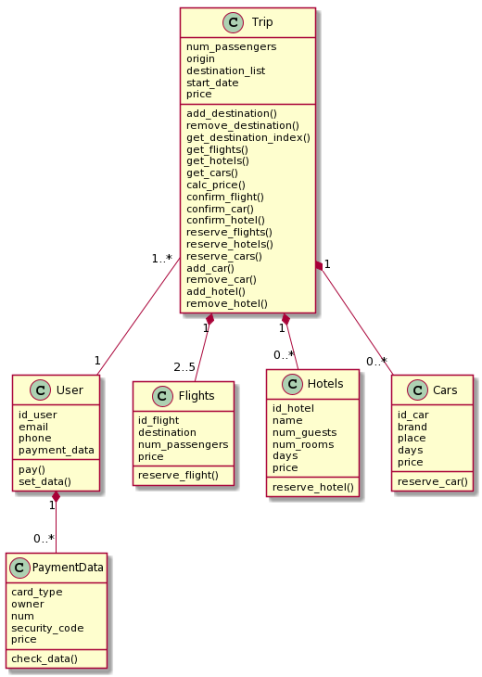 C Trip
num_passengers
origin
destination_list
start_date
price
add_destination()
remove_destination()
get_destination_index()
get_flights()
get_hotels()
get_cars()
calc_price()
confirm_flight()
confirm_car()
confirm_hotel()
reserve_flights()
reserve_hotels()
reserve_cars()
add_car()
remove_car()
add_hotel()
remove_hotel()
1..*
1
1
1
1
2..5
0..*
0..*
C User
id_user
email
phone
payment_data
pay()
set_data()
C Flights
id_flight
destination
num_passengers
price
reserve_flight()
C Hotels
id_hotel
name
num_guests
num_rooms
days
price
reserve_hotel()
C Cars
id_car
brand
place
days
price
reserve_car()
1
0..*
C PaymentData
card_type
owner
num
security_code
price
check_data()